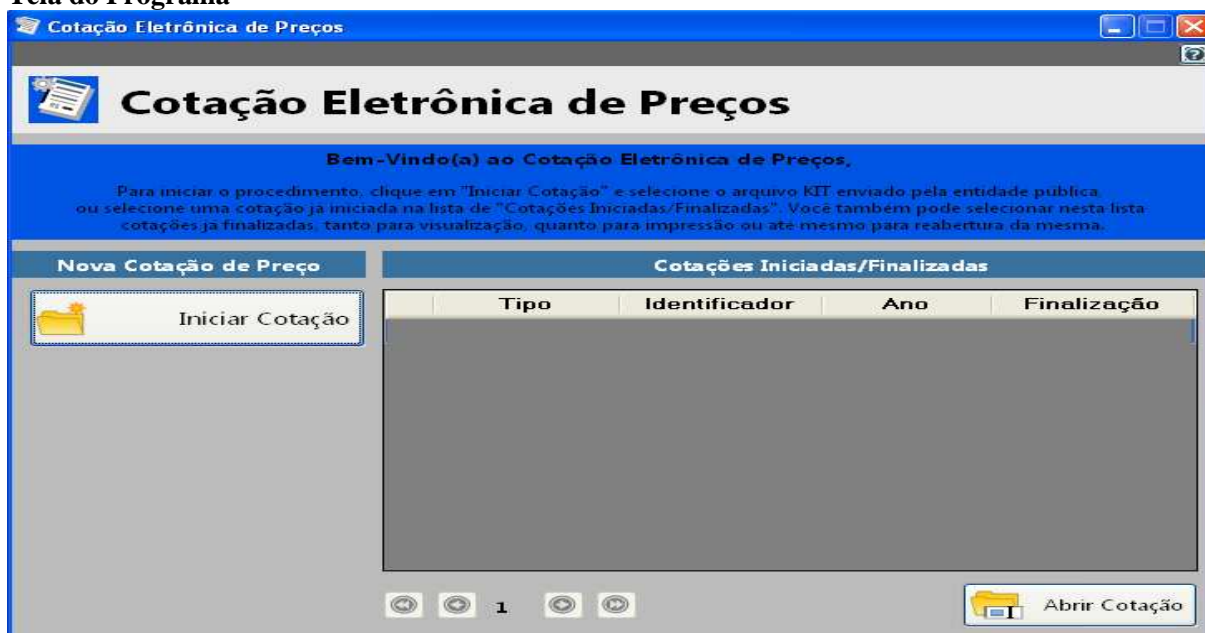 Tela do Programa
Cotação Eletrônica de Preços
Cotação Eletrônica de Preços
Bem-Vindo(a) ao Cotação Eletrônica de Preços,
Para iniciar o procedimento, clique em "Iniciar Cotação" e selecione o arquivo KIT enviado pela entidade pública,
ou selecione uma cotação já iniciada na lista de "Cotações Iniciadas/Finalizadas". Você também pode selecionar nesta lista
cotações já finalizadas, tanto para visualização, quanto para impressão ou até mesmo para reabertura da mesma.
Nova Cotação de Preço
Cotações Iniciadas/Finalizadas
Iniciar Cotação
Tipo Identificador Ano Finalização
1
Abrir Cotação